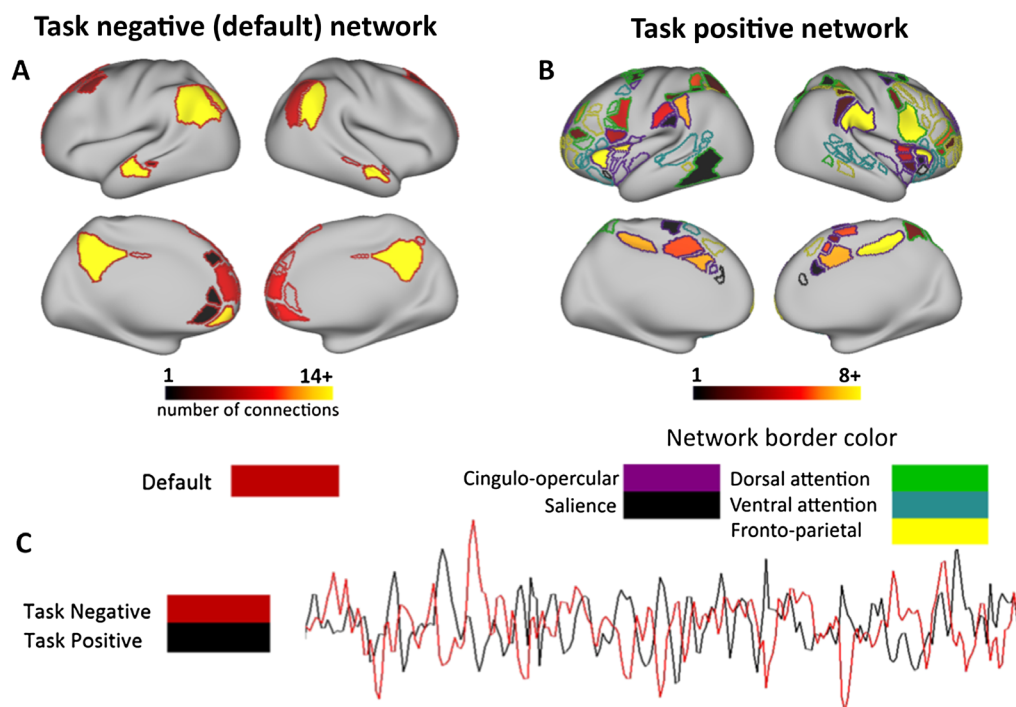 Task negative (default) network
Task positive network
A
B
1
14+
number of connections
1
8+
Network border color
Default
Cingulo-opercular
Salience
Dorsal attention
Ventral attention
Fronto-parietal
C
Task Negative
Task Positive